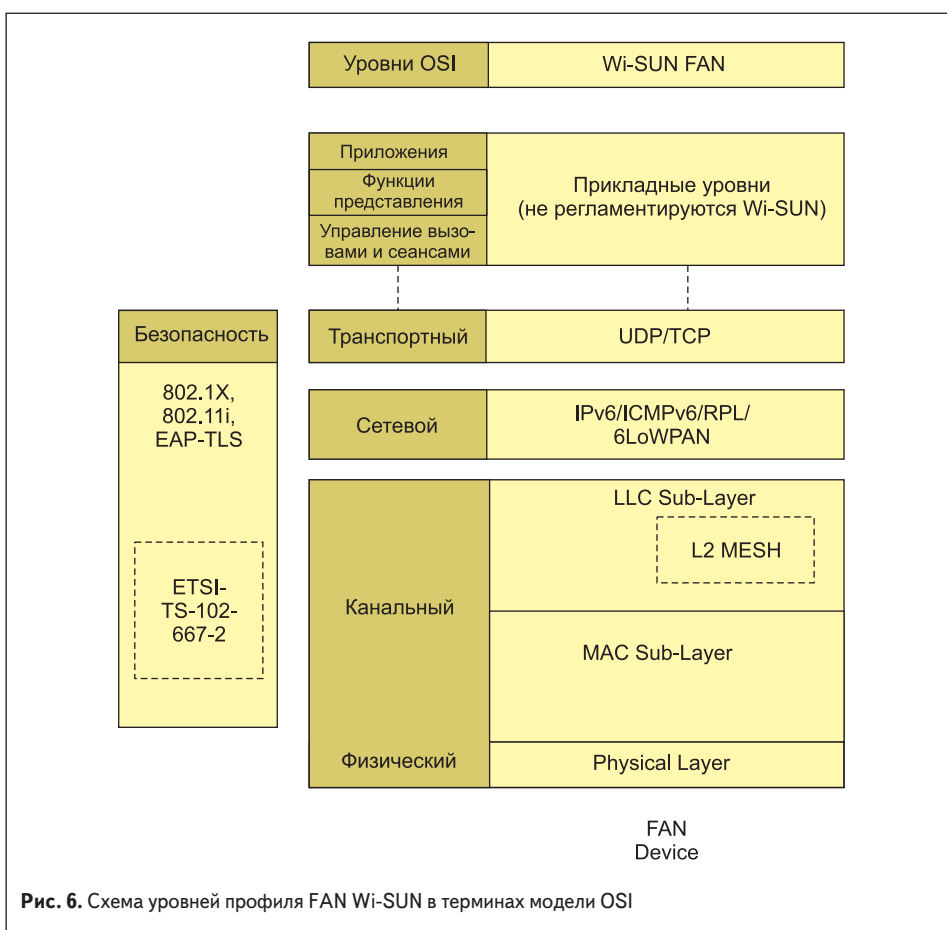 Уровни OSI
Wi-SUN FAN
Приложения
Функции
представления
Управление вызо-
вами и сеансами
Прикладные уровни
(не регламентируются Wi-SUN)
Безопасность
802.1X,
802.11i,
EAP-TLS
ETSI-
TS-102-
667-2
Транспортный
UDP/TCP
Сетевой
IPv6/ICMPv6/RPL/
6LoWPAN
Канальный
LLC Sub-Layer
L2 MESH
MAC Sub-Layer
Физический
Physical Layer
FAN
Device
Рис. 6. Схема уровней профиля FAN Wi-SUN в терминах модели OSI